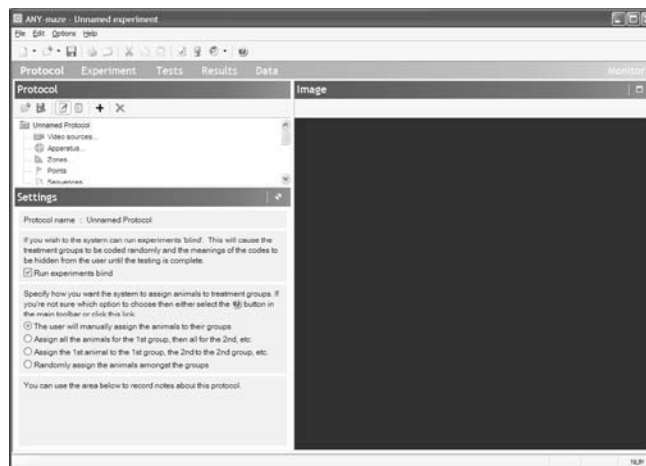 ANY-maze - Unnamed experiment
File Edit Options Help
Protocol Experiment Tests Results Data Monitor
Protocol
Image
Unnamed Protocol
Video sources...
Apparatus...
Zones...
Points
Sequences
Settings
Protocol name : Unnamed Protocol
If you wish to the system can run experiments 'blind'. This will cause the
treatment groups to be coded randomly and the meanings of the codes to
be hidden from the user until the testing is complete.
Run experiments blind
Specify how you want the system to assign animals to treatment groups. If
you're not sure which option to choose then either select the button in
the main toolbar or click this link.
The user will manually assign the animals to their groups
Assign all the animals for the 1st group, then all for the 2nd, etc.
Assign the 1st animal to the 1st group, the 2nd to the 2nd group, etc.
Randomly assign the animals amongst the groups
You can use the area below to record notes about this protocol.
NUM